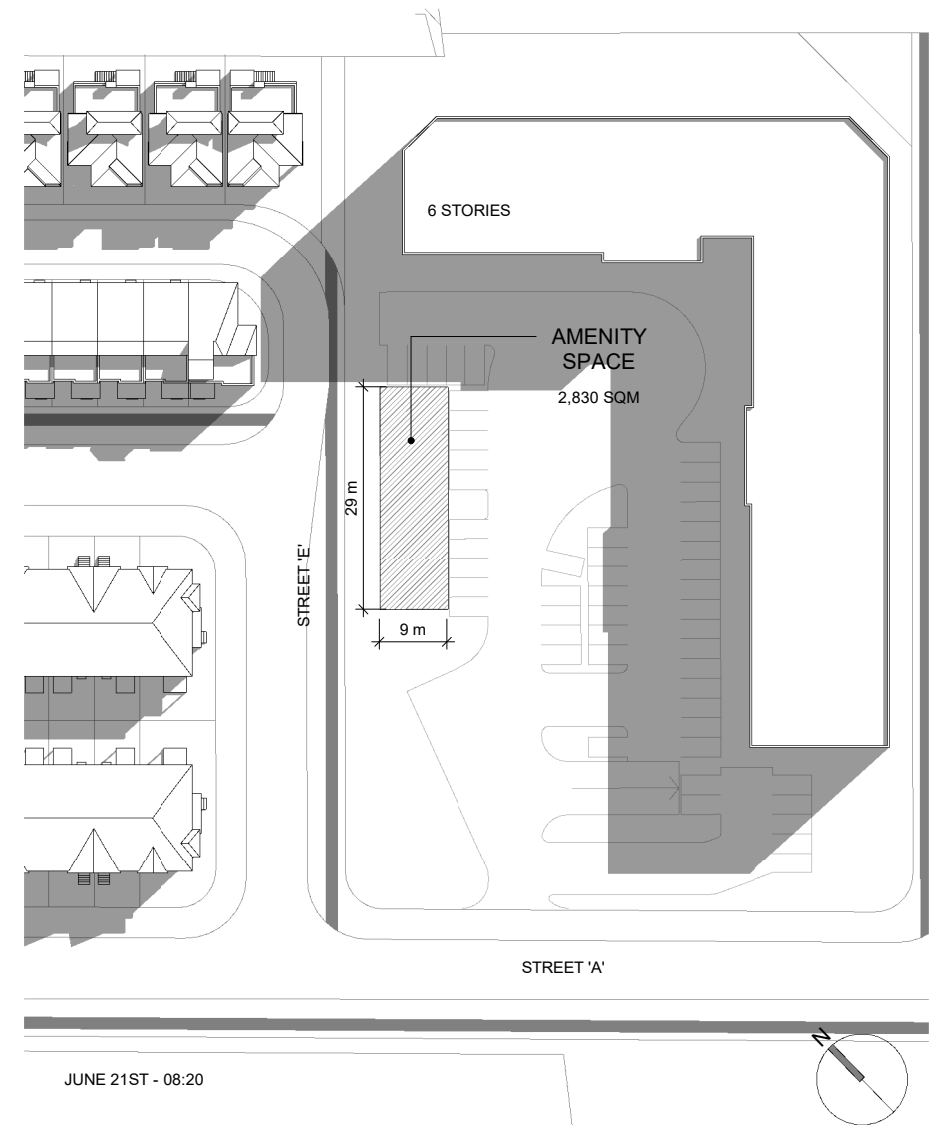 6 STORIES
AMENITY
SPACE
2,830 SQM
29 m
9 m
STREET 'E'
STREET 'A'
N
JUNE 21ST - 08:20